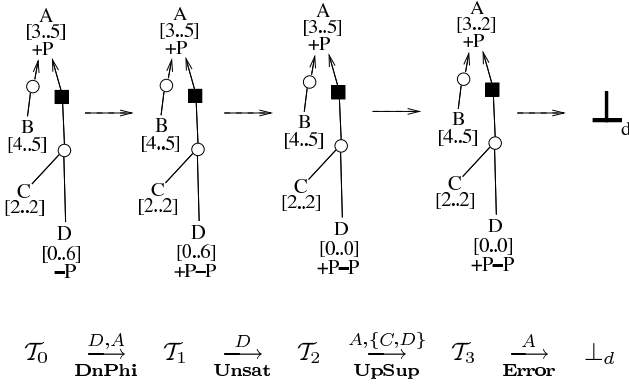 A A A A
[3..5] [3..5] [3..5] [3..2]
+P +P +P +P
B B B B
[4..5] [4..5] [4..5] [4..5]
⊥d
C C C C
[2..2] [2..2] [2..2] [2..2]
D D D D
[0..6] [0..6] [0..0] [0..0]
–P +P–P +P–P +P–P
D,A D A,{C,D} A
𝒯0 ⟶ 𝒯1 ⟶ 𝒯2 ⟶ 𝒯3 ⟶ ⊥d
DnPhi Unsat UpSup Error